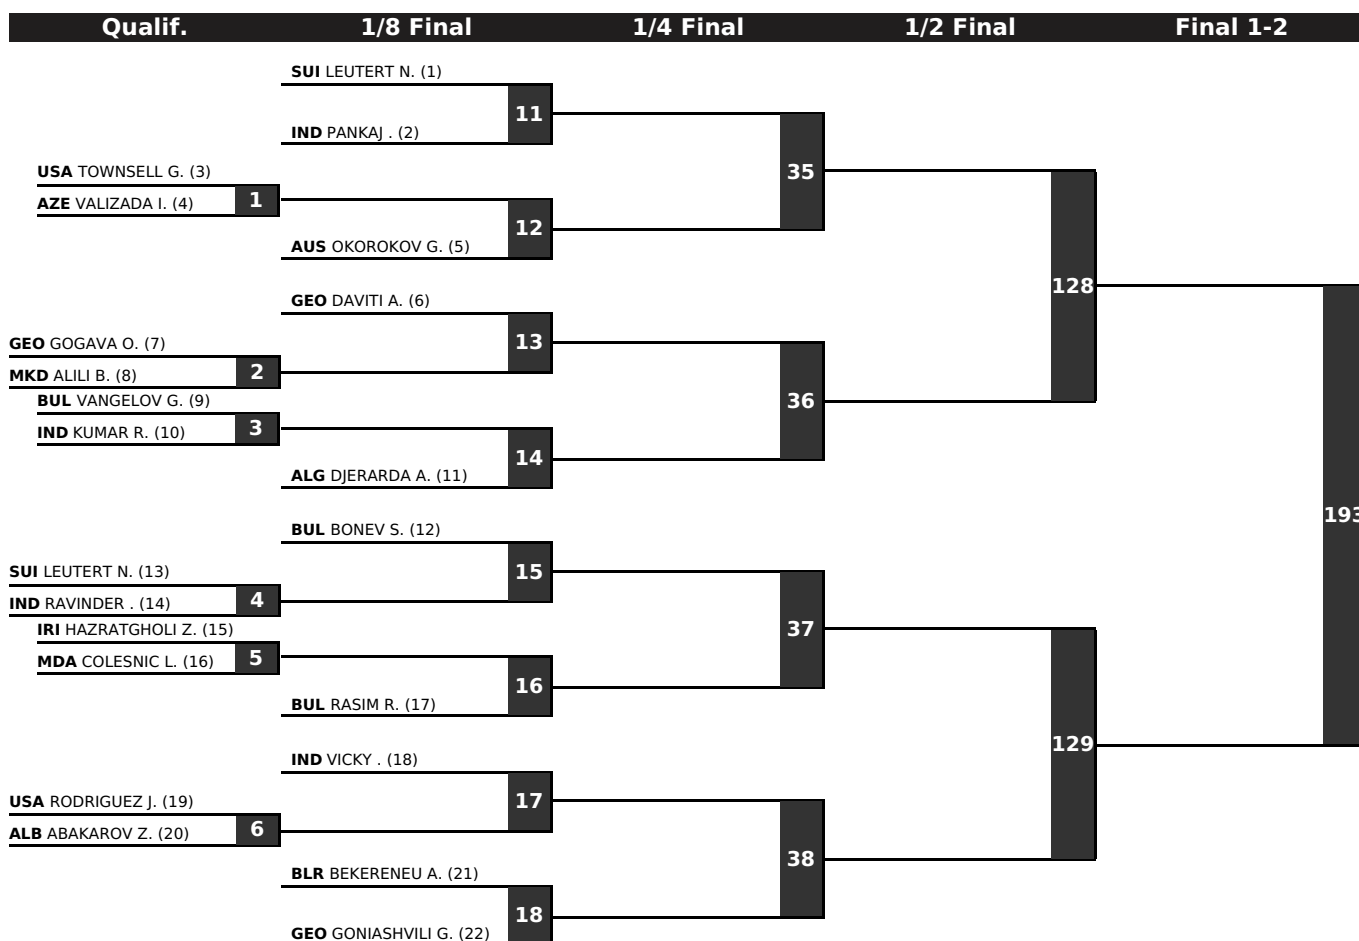 Qualif. 1/8 Final 1/4 Final 1/2 Final Final 1-2
SUI LEUTERT N. (1)
11
IND PANKAJ . (2)
USA TOWNSELL G. (3)
35
AZE VALIZADA I. (4) 1
12
AUS OKOROKOV G. (5)
128
GEO DAVITI A. (6)
13
GEO GOGAVA O. (7)
MKD ALILI B. (8) 2
BUL VANGELOV G. (9)
36
IND KUMAR R. (10) 3
14
ALG DJERARDA A. (11)
193
BUL BONEV S. (12)
15
SUI LEUTERT N. (13)
IND RAVINDER . (14) 4
IRI HAZRATGHOLI Z. (15)
37
MDA COLESNIC L. (16) 5
16
BUL RASIM R. (17)
129
IND VICKY . (18)
17
USA RODRIGUEZ J. (19)
ALB ABAKAROV Z. (20) 6
38
BLR BEKERENEU A. (21)
18
GEO GONIASHVILI G. (22)